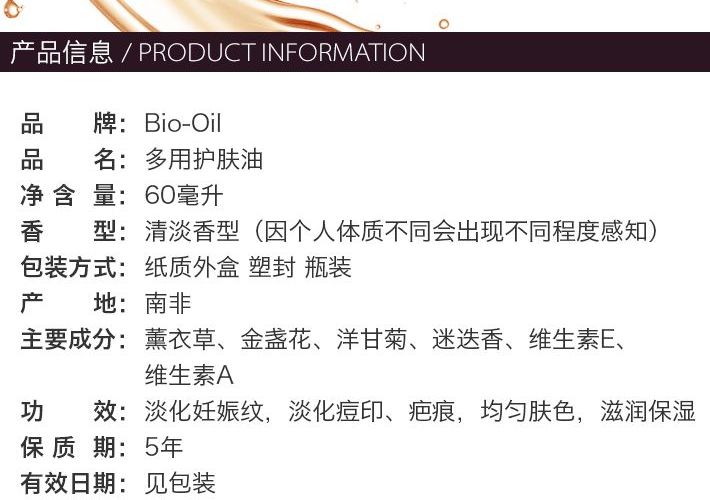 产品信息 / PRODUCT INFORMATION
品牌：Bio-Oil
品名：多用护肤油
净含量：60毫升
香型：清淡香型（因个人体质不同会出现不同程度感知）
包装方式：纸质外盒 塑封 瓶装
产地：南非
主要成分：薰衣草、金盏花、洋甘菊、迷迭香、维生素E、
维生素A
功效：淡化妊娠纹，淡化痘印、疤痕，均匀肤色，滋润保湿
保质期：5年
有效日期：见包装